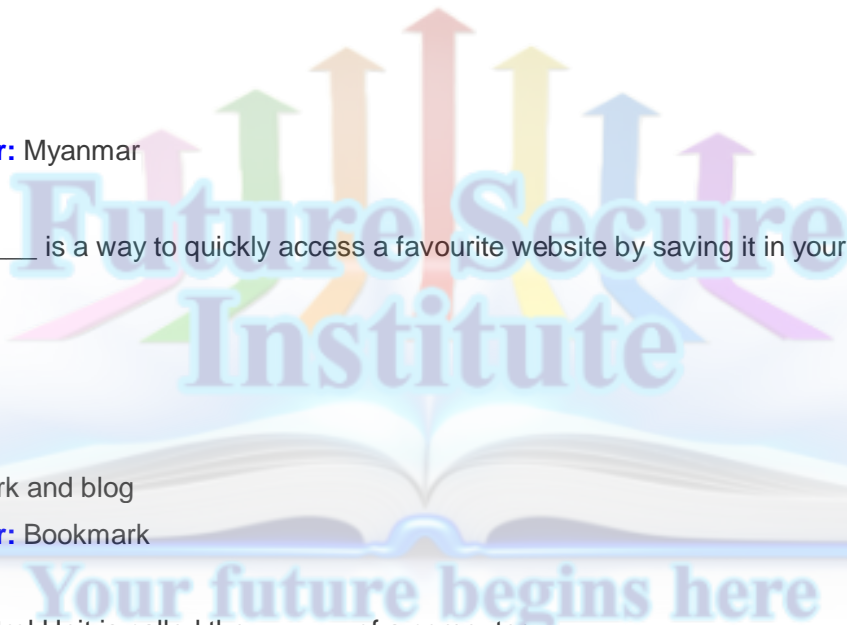 r: Myanmar
Future Secure
___ is a way to quickly access a favourite website by saving it in your
Institute
rk and blog
r: Bookmark
Your future begins here